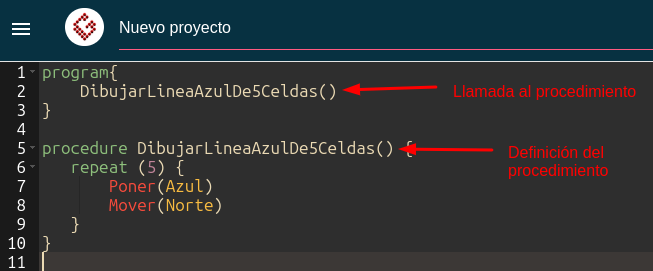 Nuevo proyecto
1 program{
2 DibujarLineaAzulDe5Celdas() Llamada al procedimiento
3 }
4
5 procedure DibujarLineaAzulDe5Celdas() { Definición del
procedimiento
6 repeat (5) {
7 Poner(Azul)
8 Mover(Norte)
9 }
10 }
11